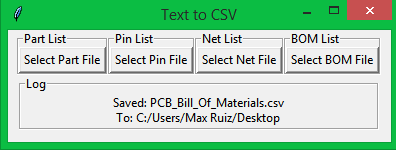 Text to CSV
Part List Pin List Net List BOM List
Select Part File Select Pin File Select Net File Select BOM File
Log
Saved: PCB_Bill_Of_Materials.csv
To: C:/Users/Max Ruiz/Desktop